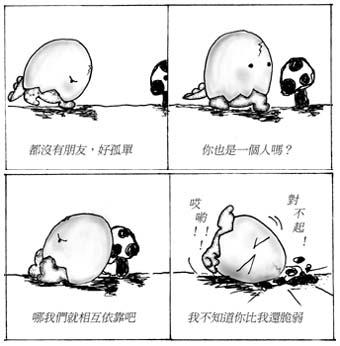 都沒有朋友，好孤單
你也是一個人嗎？
哪我們就相互依靠吧
哎喲！！！
對不起！
我不知道你比我還脆弱